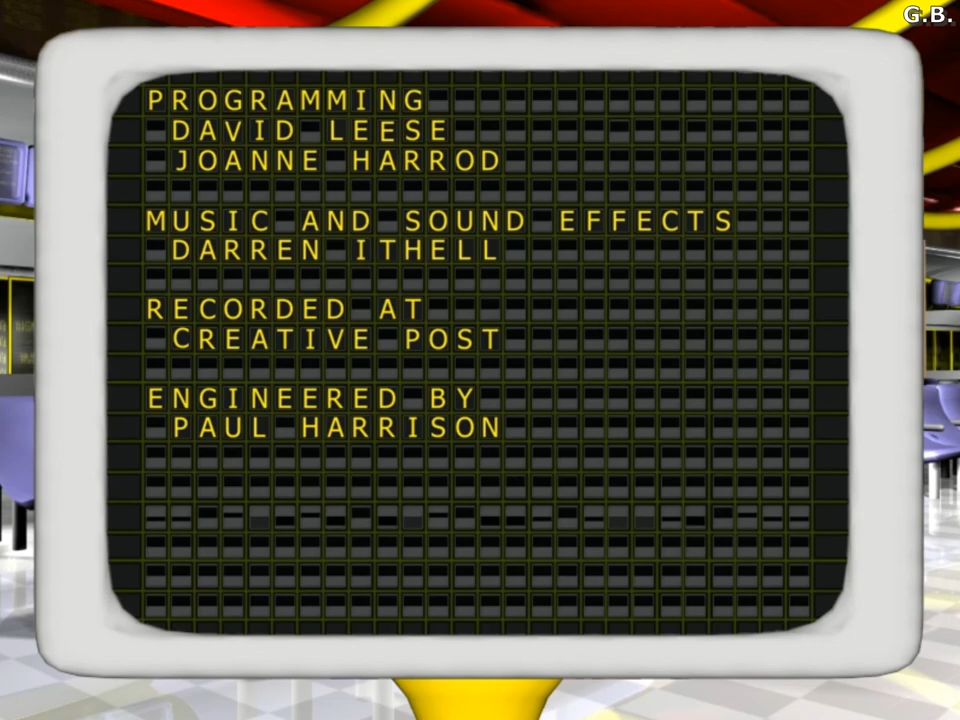 G.B.
PROGRAMMING
DAVID LEESE
JOANNE HARROD
MUSIC AND SOUND EFFECTS
DARREN ITHELL
RECORDED AT
CREATIVE POST
ENGINEERED BY
PAUL HARRISON